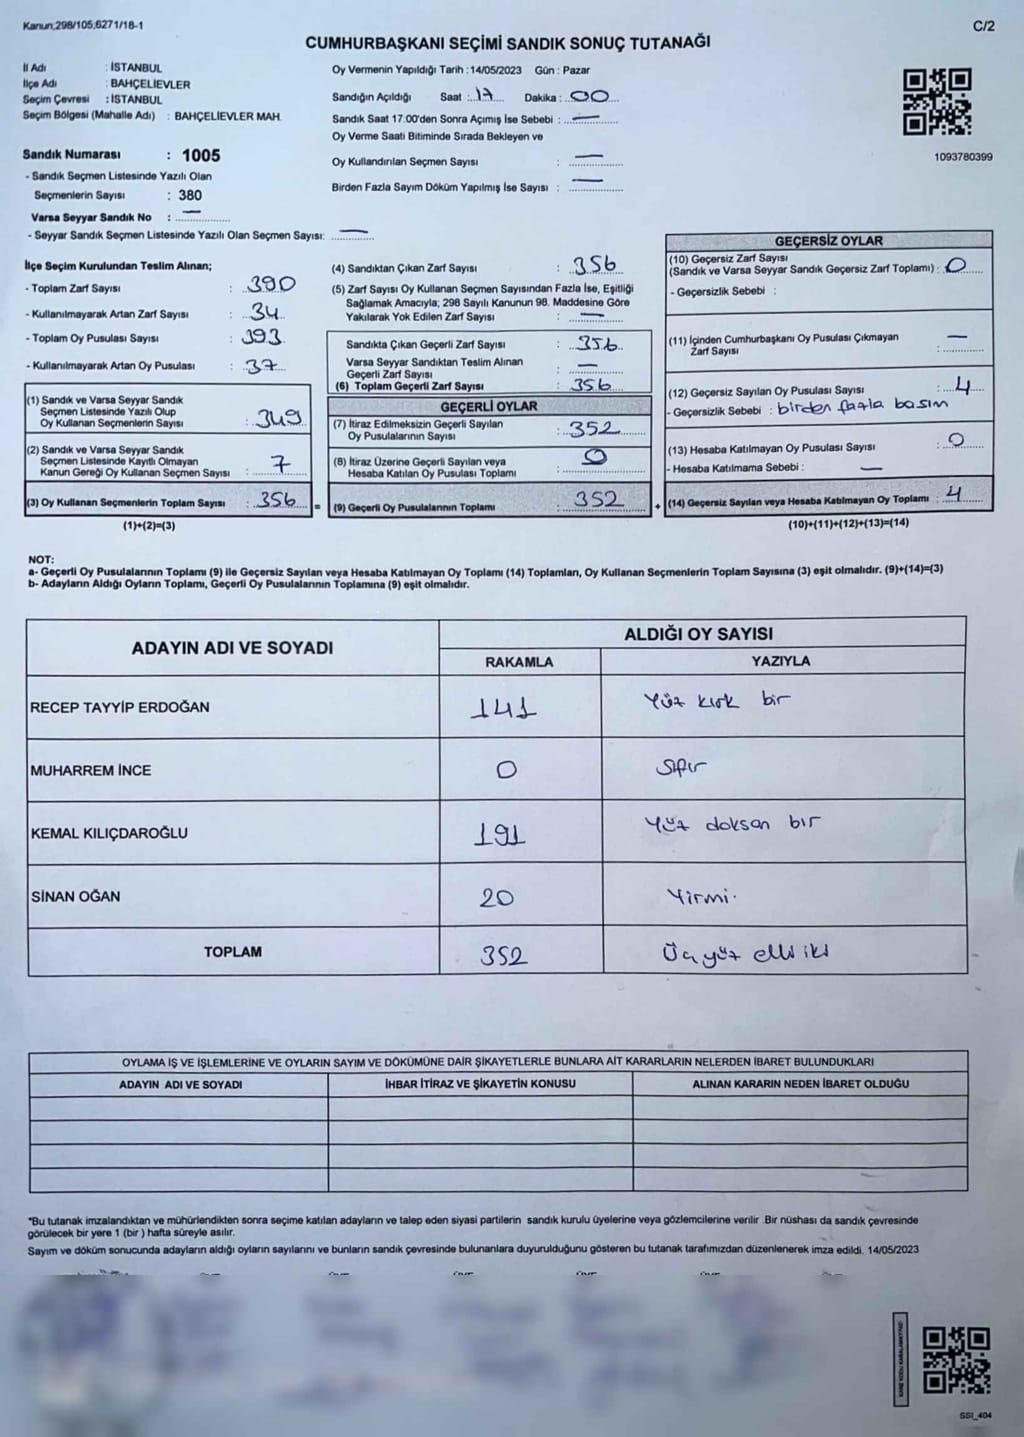 Kanun;298/105,6271/18-1
C/2
CUMHURBAŞKANI SEÇİMİ SANDIK SONUÇ TUTANAĞI
İl Adı : İSTANBUL
İlçe Adı : BAHÇELİEVLER
Seçim Çevresi : İSTANBUL
Seçim Bölgesi (Mahalle Adı) : BAHÇELİEVLER MAH.
Sandık Numarası : 1005
- Sandık Seçmen Listesinde Yazılı Olan
Seçmenlerin Sayısı : 380
Varsa Seyyar Sandık No : —
- Seyyar Sandık Seçmen Listesinde Yazılı Olan Seçmen Sayısı: —
Oy Vermenin Yapıldığı Tarih : 14/05/2023 Gün : Pazar
Sandığın Açıldığı Saat : 17 Dakika : 00
Sandık Saat 17:00'den Sonra Açımış İse Sebebi : —
Oy Verme Saati Bitiminde Sırada Bekleyen ve
Oy Kullandırılan Seçmen Sayısı : —
Birden Fazla Sayım Döküm Yapılmış İse Sayısı : —
1093780399
İlçe Seçim Kurulundan Teslim Alınan;
- Toplam Zarf Sayısı : 390
- Kullanılmayarak Artan Zarf Sayısı : 34
- Toplam Oy Pusulası Sayısı : 393
- Kullanılmayarak Artan Oy Pusulası : 37
(1) Sandık ve Varsa Seyyar Sandık
Seçmen Listesinde Yazılı Olup
Oy Kullanan Seçmenlerin Sayısı : 349
(2) Sandık ve Varsa Seyyar Sandık
Seçmen Listesinde Kayıtlı Olmayan
Kanun Gereği Oy Kullanan Seçmen Sayısı : 7
(3) Oy Kullanan Seçmenlerin Toplam Sayısı : 356 =
(1)+(2)=(3)
(4) Sandıktan Çıkan Zarf Sayısı : 356
(5) Zarf Sayısı Oy Kullanan Seçmen Sayısından Fazla İse, Eşitliği
Sağlamak Amacıyla; 298 Sayılı Kanunun 98. Maddesine Göre
Yakılarak Yok Edilen Zarf Sayısı : —
Sandıkta Çıkan Geçerli Zarf Sayısı : 356
Varsa Seyyar Sandıktan Teslim Alınan
Geçerli Zarf Sayısı : —
(6) Toplam Geçerli Zarf Sayısı : 356
GEÇERLİ OYLAR
(7) İtiraz Edilmeksizin Geçerli Sayılan
Oy Pusulalarının Sayısı : 352
(8) İtiraz Üzerine Geçerli Sayılan veya
Hesaba Katılan Oy Pusulası Toplamı : 0
(9) Geçerli Oy Pusulalarının Toplamı : 352 +
GEÇERSİZ OYLAR
(10) Geçersiz Zarf Sayısı
(Sandık ve Varsa Seyyar Sandık Geçersiz Zarf Toplamı) : 0
- Geçersizlik Sebebi :
(11) İçinden Cumhurbaşkanı Oy Pusulası Çıkmayan
Zarf Sayısı : —
(12) Geçersiz Sayılan Oy Pusulası Sayısı : 4
- Geçersizlik Sebebi : birden fazla basım
(13) Hesaba Katılmayan Oy Pusulası Sayısı : 0
- Hesaba Katılmama Sebebi : —
(14) Geçersiz Sayılan veya Hesaba Katılmayan Oy Toplamı : 4
(10)+(11)+(12)+(13)=(14)
NOT:
a- Geçerli Oy Pusulalarının Toplamı (9) ile Geçersiz Sayılan veya Hesaba Katılmayan Oy Toplamı (14) Toplamları, Oy Kullanan Seçmenlerin Toplam Sayısına (3) eşit olmalıdır. (9)+(14)=(3)
b- Adayların Aldığı Oyların Toplamı, Geçerli Oy Pusulalarının Toplamına (9) eşit olmalıdır.
ADAYIN ADI VE SOYADI
ALDIĞI OY SAYISI
RAKAMLA YAZIYLA
RECEP TAYYİP ERDOĞAN 141 Yüz kırk bir
MUHARREM İNCE 0 Sıfır
KEMAL KILIÇDAROĞLU 191 Yüz doksan bir
SİNAN OĞAN 20 Yirmi.
TOPLAM 352 Üçyüz elli iki
OYLAMA İŞ VE İŞLEMLERİNE VE OYLARIN SAYIM VE DÖKÜMÜNE DAİR ŞİKAYETLERLE BUNLARA AİT KARARLARIN NELERDEN İBARET BULUNDUKLARI
ADAYIN ADI VE SOYADI İHBAR İTİRAZ VE ŞİKAYETİN KONUSU ALINAN KARARIN NEDEN İBARET OLDUĞU
*Bu tutanak imzalandıktan ve mühürlendikten sonra seçime katılan adayların ve talep eden siyasi partilerin sandık kurulu üyelerine veya gözlemcilerine verilir .Bir nüshası da sandık çevresinde
görülecek bir yere 1 (bir ) hafta süreyle asılır.
Sayım ve döküm sonucunda adayların aldığı oyların sayılarını ve bunların sandık çevresinde bulunanlara duyurulduğunu gösteren bu tutanak tarafımızdan düzenlenerek imza edildi. 14/05/2023
SSI_404